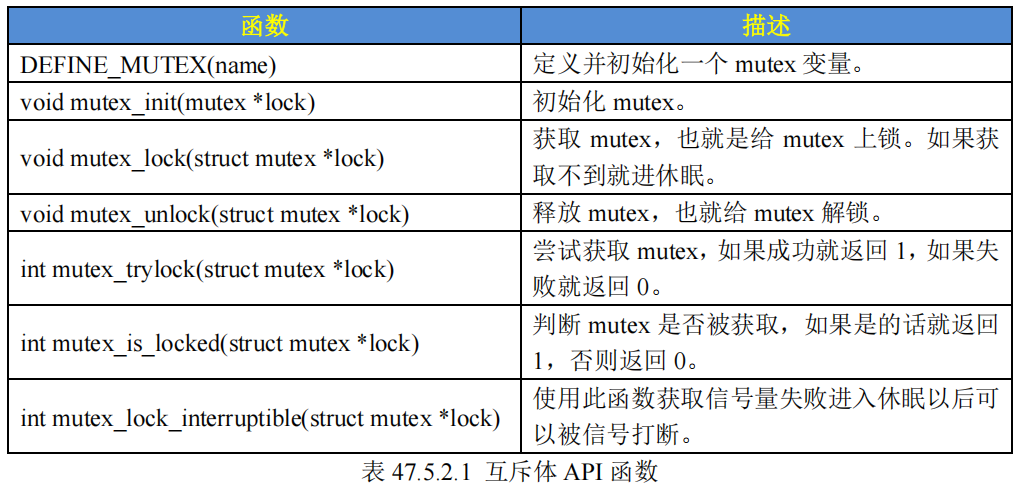 函数 描述
DEFINE_MUTEX(name) 定义并初始化一个 mutex 变量。
void mutex_init(mutex *lock) 初始化 mutex。
void mutex_lock(struct mutex *lock) 获取 mutex，也就是给 mutex 上锁。如果获
取不到就进休眠。
void mutex_unlock(struct mutex *lock) 释放 mutex，也就给 mutex 解锁。
int mutex_trylock(struct mutex *lock) 尝试获取 mutex，如果成功就返回 1，如果失
败就返回 0。
int mutex_is_locked(struct mutex *lock) 判断 mutex 是否被获取，如果是的话就返回
1，否则返回 0。
int mutex_lock_interruptible(struct mutex *lock) 使用此函数获取信号量失败进入休眠以后可
以被信号打断。
表 47.5.2.1 互斥体 API 函数